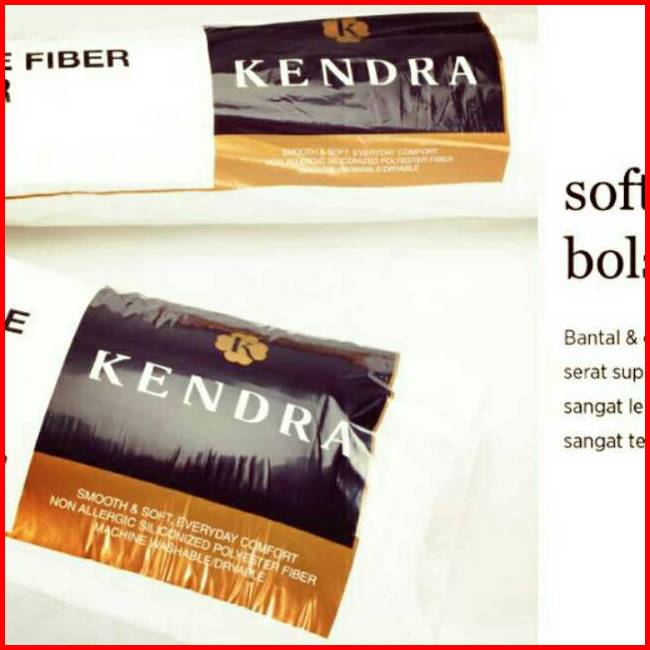 FIBER
K
KENDRA
SMOOTH & SOFT, EVERYDAY COMFORT
NON ALLERGIC SILICONIZED POLYESTER FIBER
MACHINE WASHABLE/DRYABLE
E
K
KENDRA
SMOOTH & SOFT, EVERYDAY COMFORT
NON ALLERGIC SILICONIZED POLYESTER FIBER
MACHINE WASHABLE/DRYABLE
soft
bols
Bantal &
serat sup
sangat le
sangat te